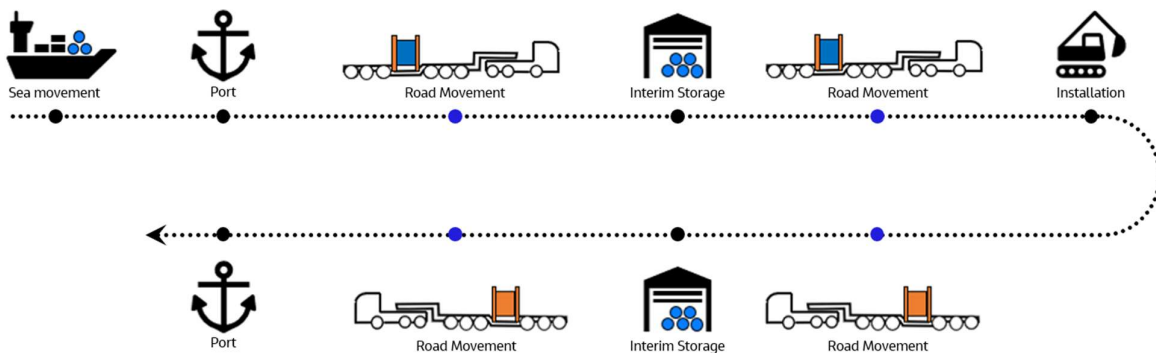 Sea movement
Port
Road Movement
Interim Storage
Road Movement
Installation
Port
Road Movement
Interim Storage
Road Movement